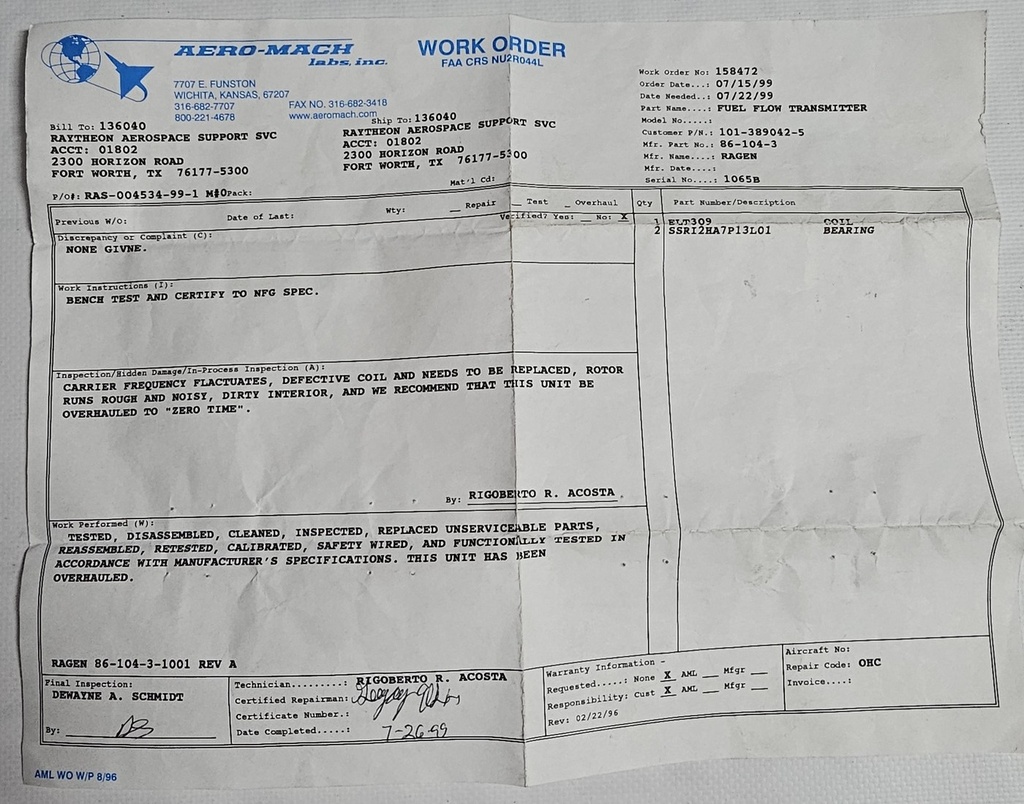 AERO-MACH
labs, inc.
WORK ORDER
FAA CRS NU2R044L
7707 E. FUNSTON
WICHITA, KANSAS, 67207
316-682-7707 FAX NO. 316-682-3418
800-221-4678 www.aeromach.com
Work Order No: 158472
Order Date...: 07/15/99
Date Needed..: 07/22/99
Part Name....: FUEL FLOW TRANSMITTER
Model No.....:
Customer P/N.: 101-389042-5
Mfr. Part No.: 86-104-3
Mfr. Name....: RAGEN
Mfr. Date....:
Serial No....: 1065B
Bill To: 136040
RAYTHEON AEROSPACE SUPPORT SVC
ACCT: 01802
2300 HORIZON ROAD
FORT WORTH, TX 76177-5300
Ship To: 136040
RAYTHEON AEROSPACE SUPPORT SVC
ACCT: 01802
2300 HORIZON ROAD
FORT WORTH, TX 76177-5300
P/O#: RAS-004534-99-1 Pack: Mat'l Cd:
Previous W/O: Date of Last: Wty: __ Repair __ Test _ Overhaul
Verified? Yes: __ No: X
Qty Part Number/Description
1 ELT309 COIL
2 SSRI2HA7P13LO1 BEARING
Discrepancy or Complaint (C):
NONE GIVNE.
Work Instructions (I):
BENCH TEST AND CERTIFY TO NFG SPEC.
Inspection/Hidden Damage/In-Process Inspection (A):
CARRIER FREQUENCY FLACTUATES, DEFECTIVE COIL AND NEEDS TO BE REPLACED, ROTOR
RUNS ROUGH AND NOISY, DIRTY INTERIOR, AND WE RECOMMEND THAT THIS UNIT BE
OVERHAULED TO "ZERO TIME".
By: RIGOBERTO R. ACOSTA
Work Performed (W):
TESTED, DISASSEMBLED, CLEANED, INSPECTED, REPLACED UNSERVICEABLE PARTS,
REASSEMBLED, RETESTED, CALIBRATED, SAFETY WIRED, AND FUNCTIONALLY TESTED IN
ACCORDANCE WITH MANUFACTURER'S SPECIFICATIONS. THIS UNIT HAS BEEN
OVERHAULED.
RAGEN 86-104-3-1001 REV A
Final Inspection:
DEWAYNE A. SCHMIDT
By:
Technician.........: RIGOBERTO R. ACOSTA
Certified Repairman:
Certificate Number.:
Date Completed.....: 7-26-99
Warranty Information -
Requested.....: None X AML __ Mfgr __
Responsibility: Cust X AML __ Mfgr __
Rev: 02/22/96
Aircraft No:
Repair Code: OHC
Invoice....:
AML WO W/P 8/96